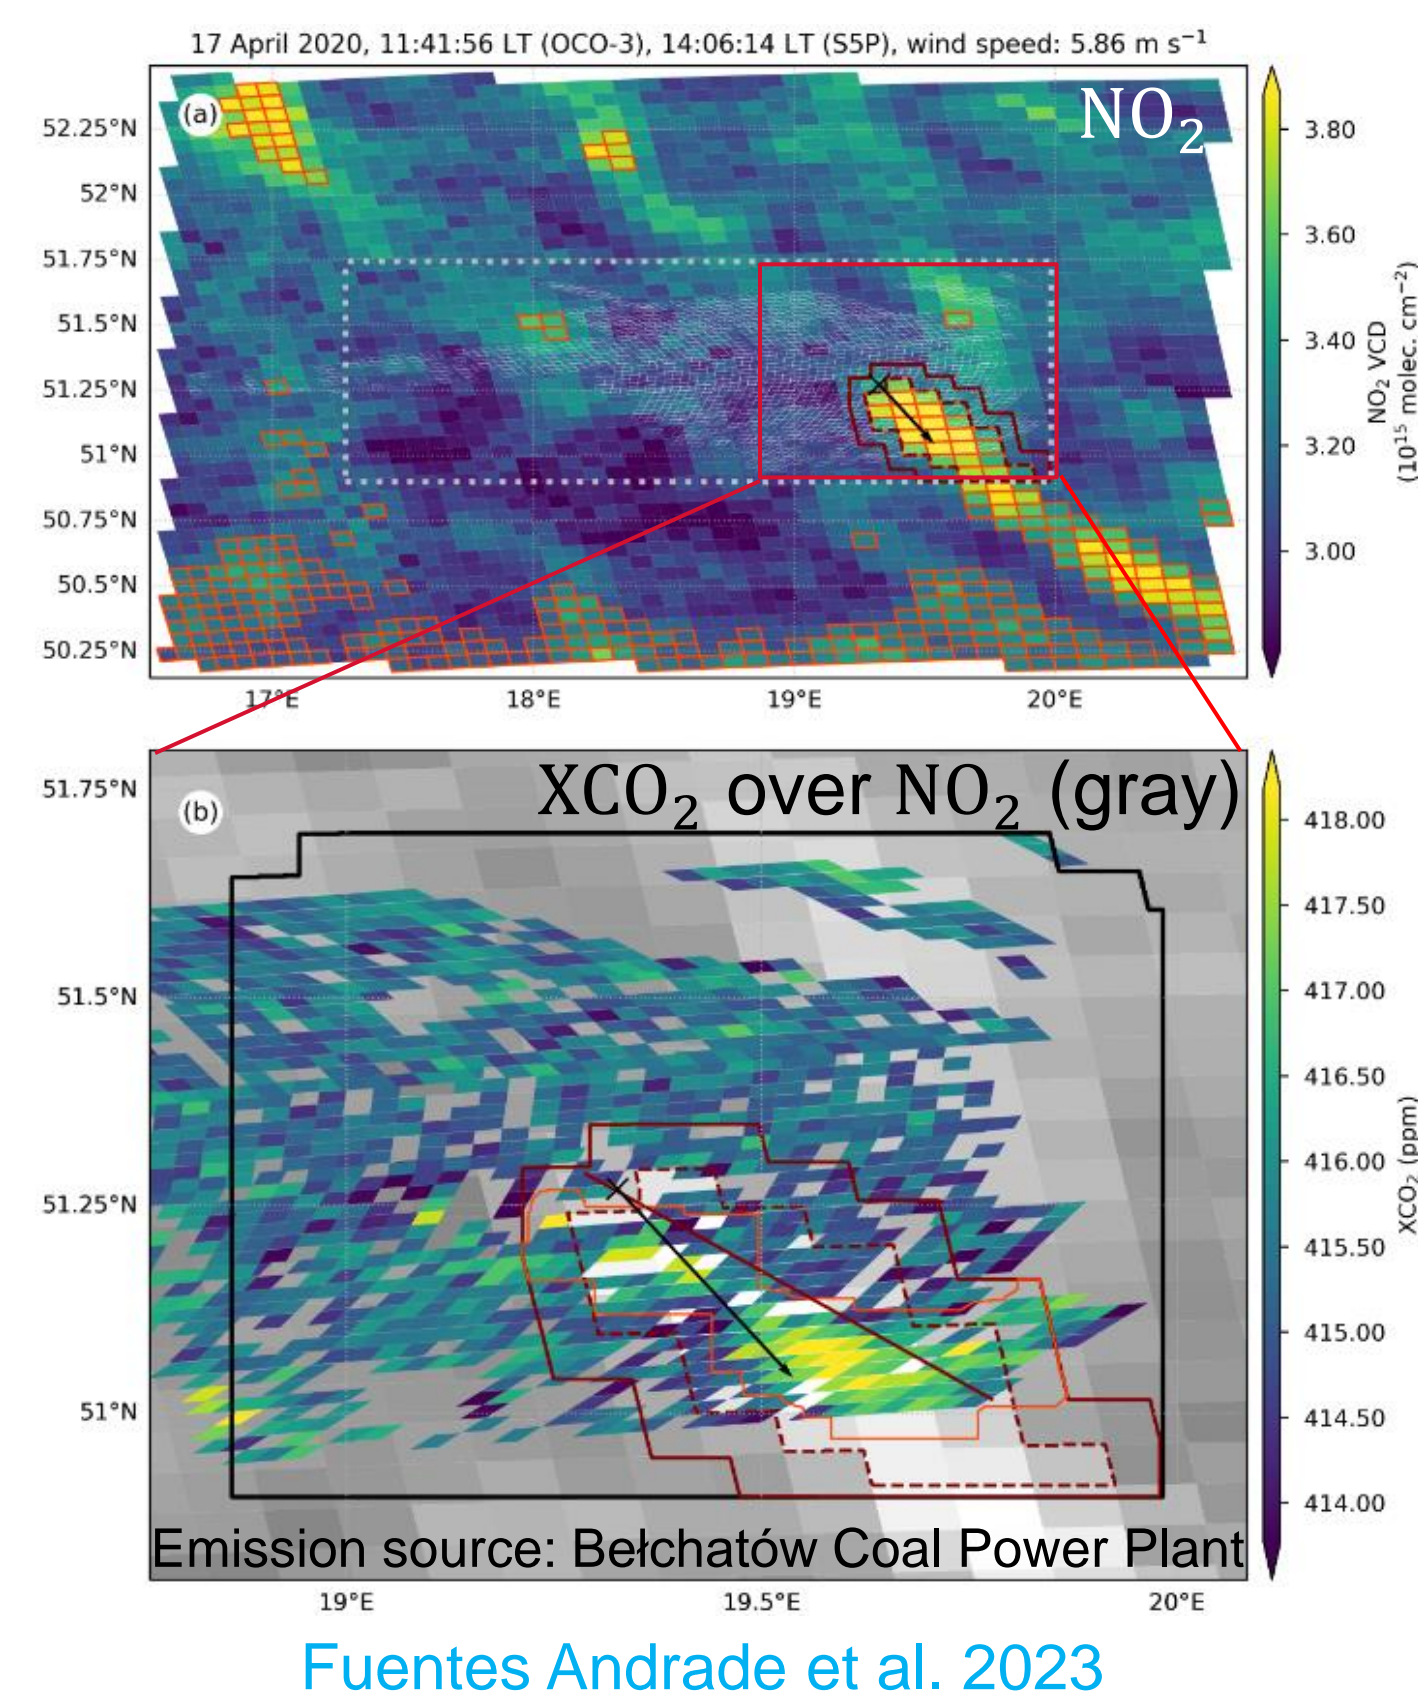 17 April 2020, 11:41:56 LT (OCO-3), 14:06:14 LT (S5P), wind speed: 5.86 m s⁻¹
(a)
NO₂
52.25°N
52°N
51.75°N
51.5°N
51.25°N
51°N
50.75°N
50.5°N
50.25°N
17°E
18°E
19°E
20°E
3.80
3.60
3.40
3.20
3.00
NO₂ VCD
(10¹⁵ molec. cm⁻²)
XCO₂ over NO₂ (gray)
(b)
51.75°N
51.5°N
51.25°N
51°N
Emission source: Bełchatów Coal Power Plant
19°E
19.5°E
20°E
418.00
417.50
417.00
416.50
416.00
415.50
415.00
414.50
414.00
XCO₂ (ppm)
Fuentes Andrade et al. 2023